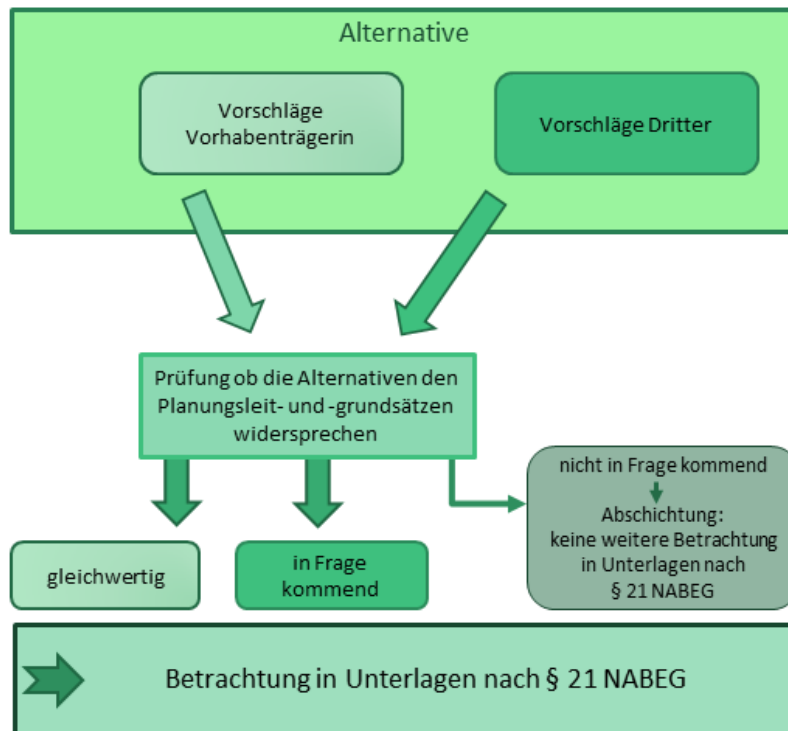 Alternative
Vorschläge
Vorhabenträgerin
Vorschläge Dritter
Prüfung ob die Alternativen den
Planungsleit- und -grundsätzen
widersprechen
nicht in Frage kommend
Abschichtung:
keine weitere Betrachtung
in Unterlagen nach
§ 21 NABEG
gleichwertig
in Frage
kommend
Betrachtung in Unterlagen nach § 21 NABEG